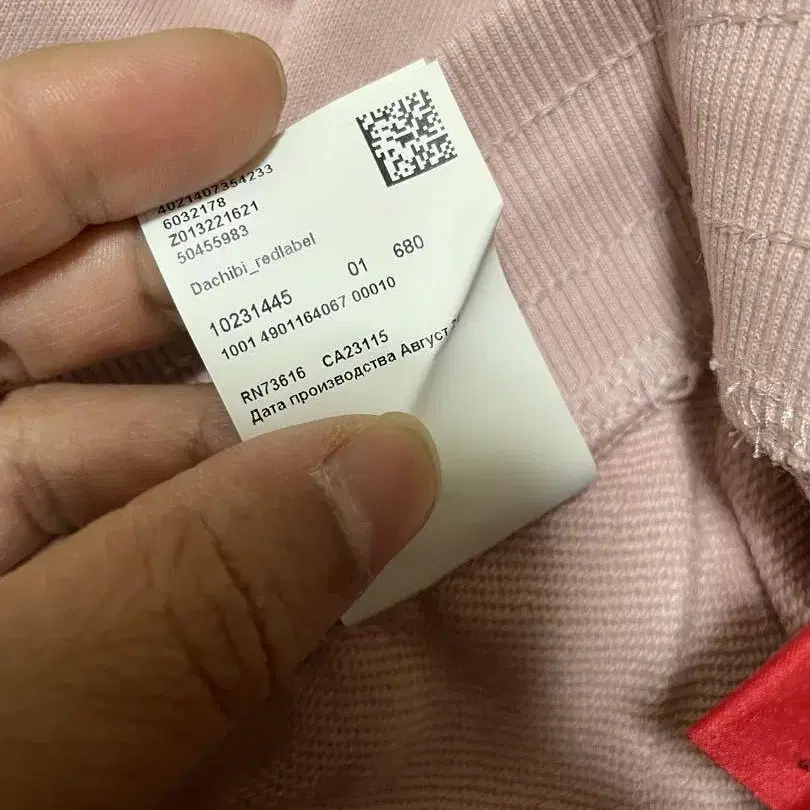 4021407354233
6032178
Z013221621
50455983
Dachibi_redlabel
10231445 01 680
1001 4901164067 00010
RN73616 CA23115
Дата производства Август